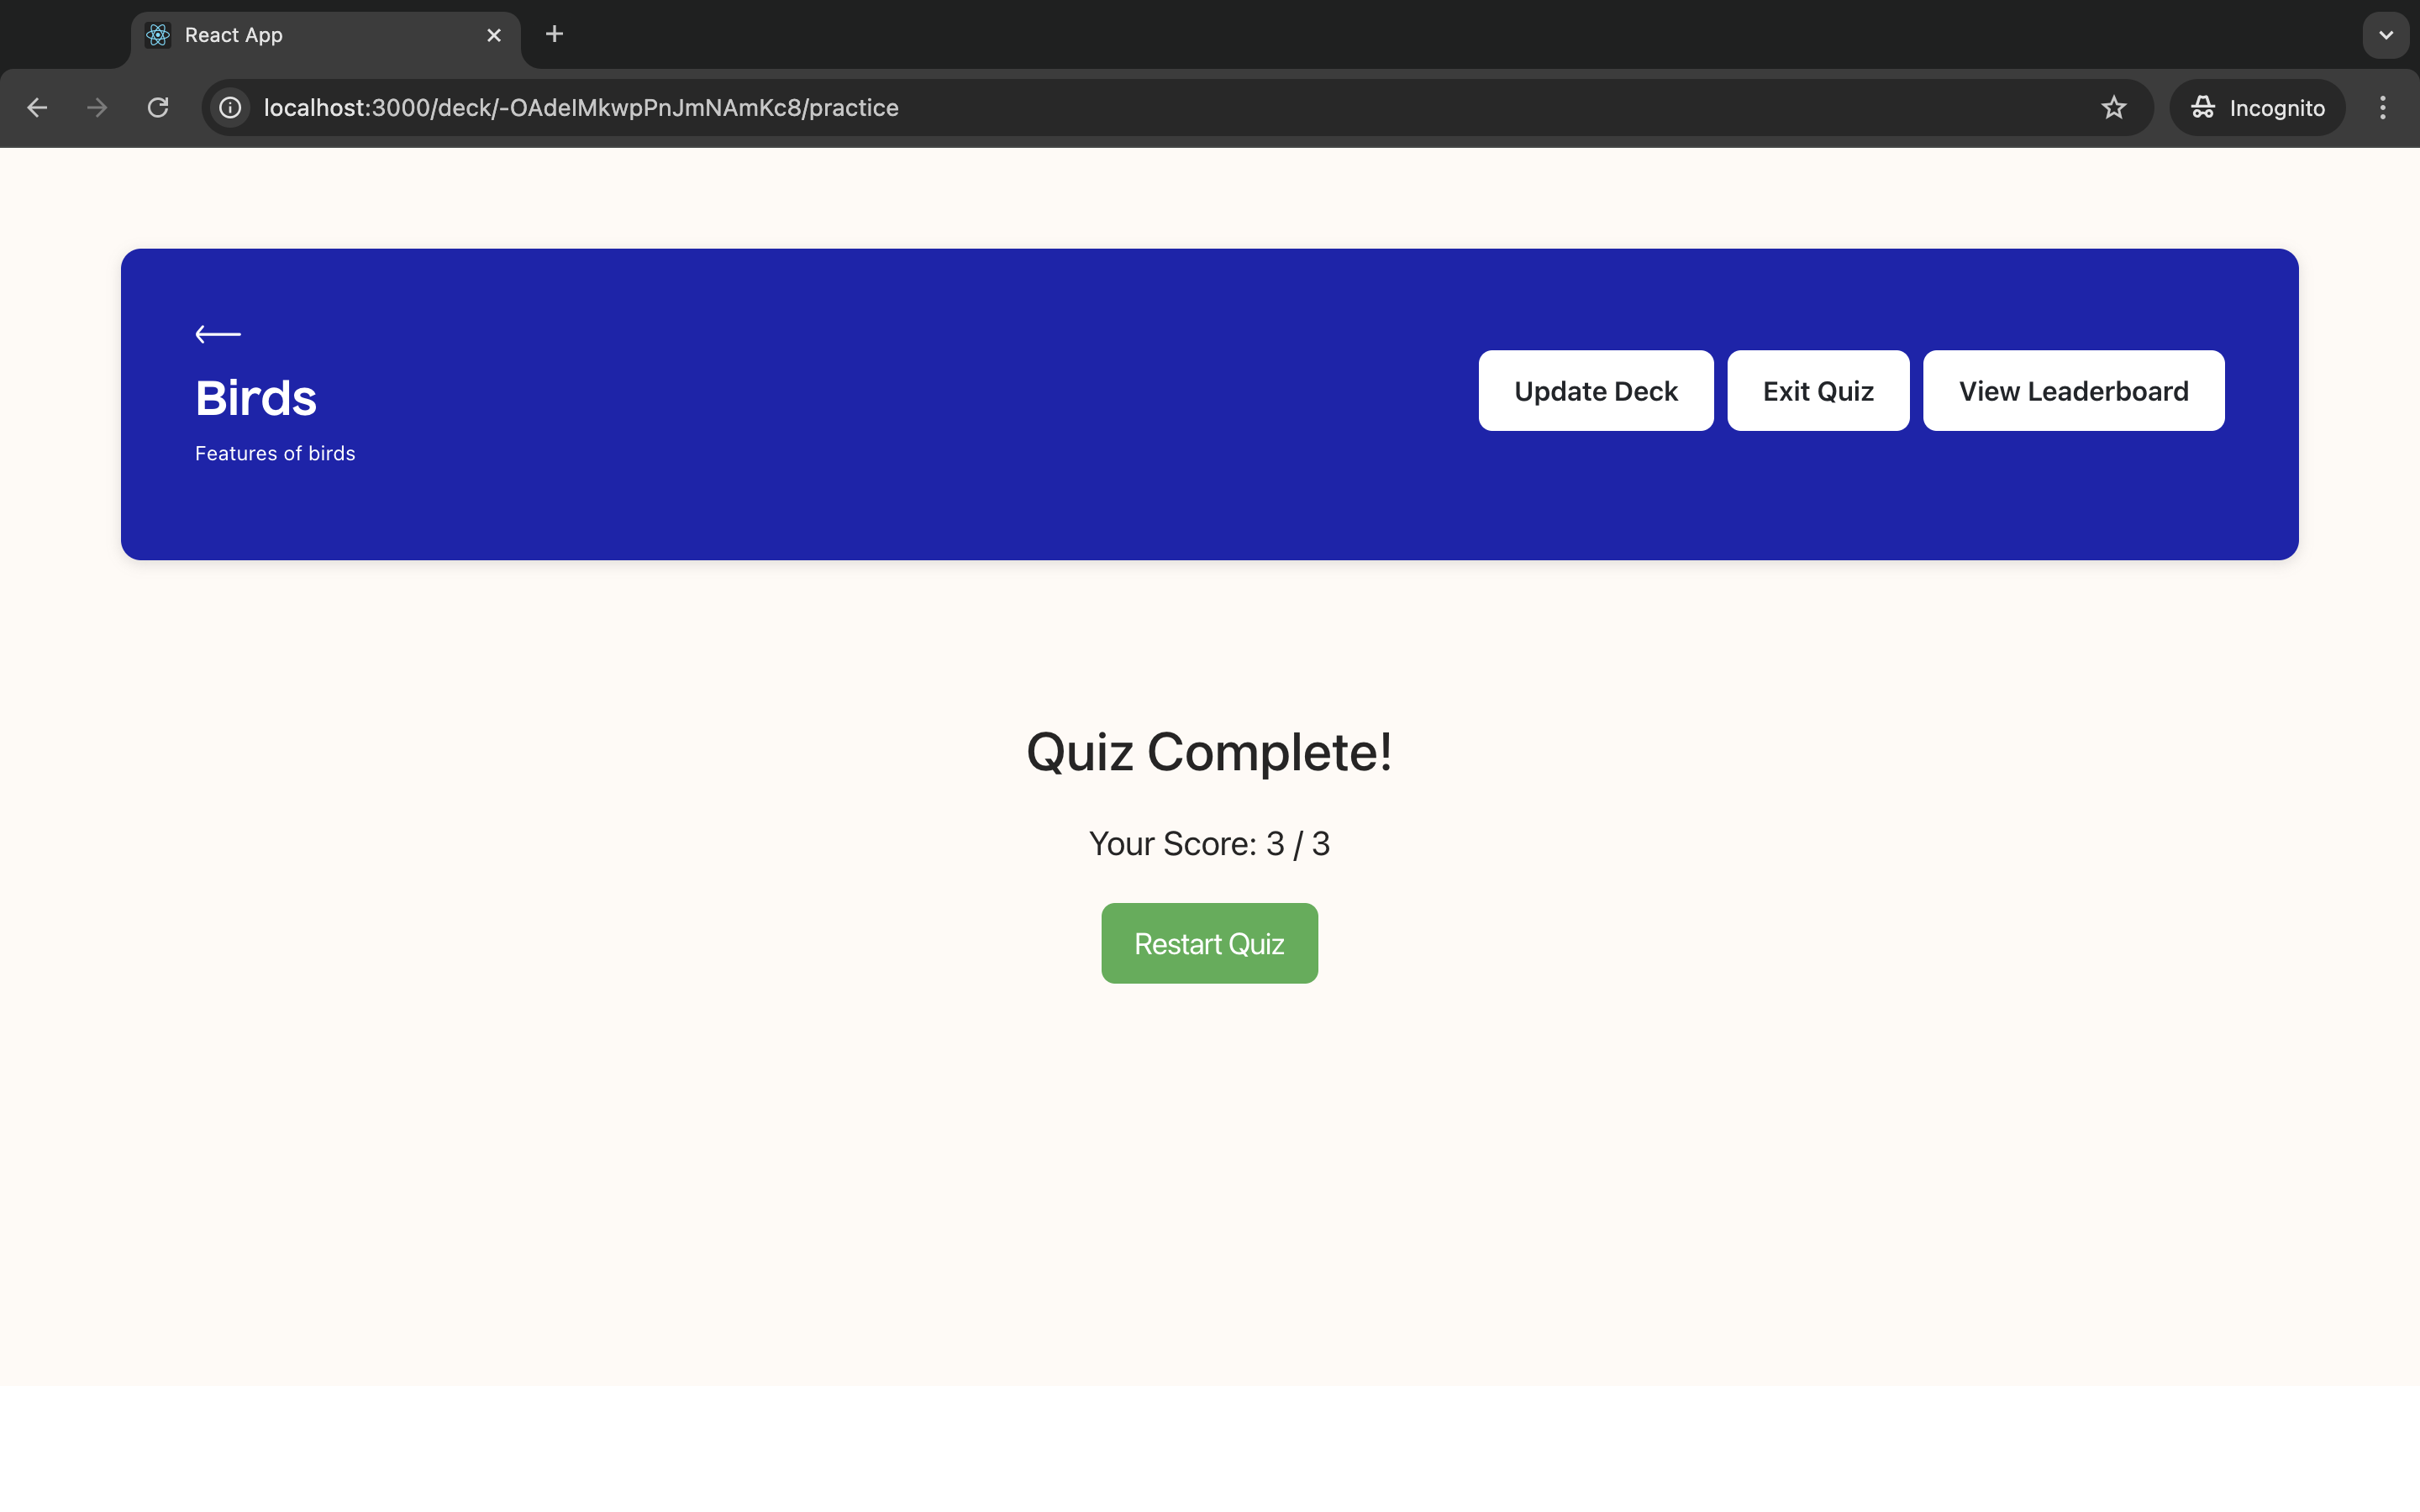 React App
localhost:3000/deck/-OAdelMkwpPnJmNAmKc8/practice
Incognito
Birds
Features of birds
Update Deck
Exit Quiz
View Leaderboard
Quiz Complete!
Your Score: 3 / 3
Restart Quiz